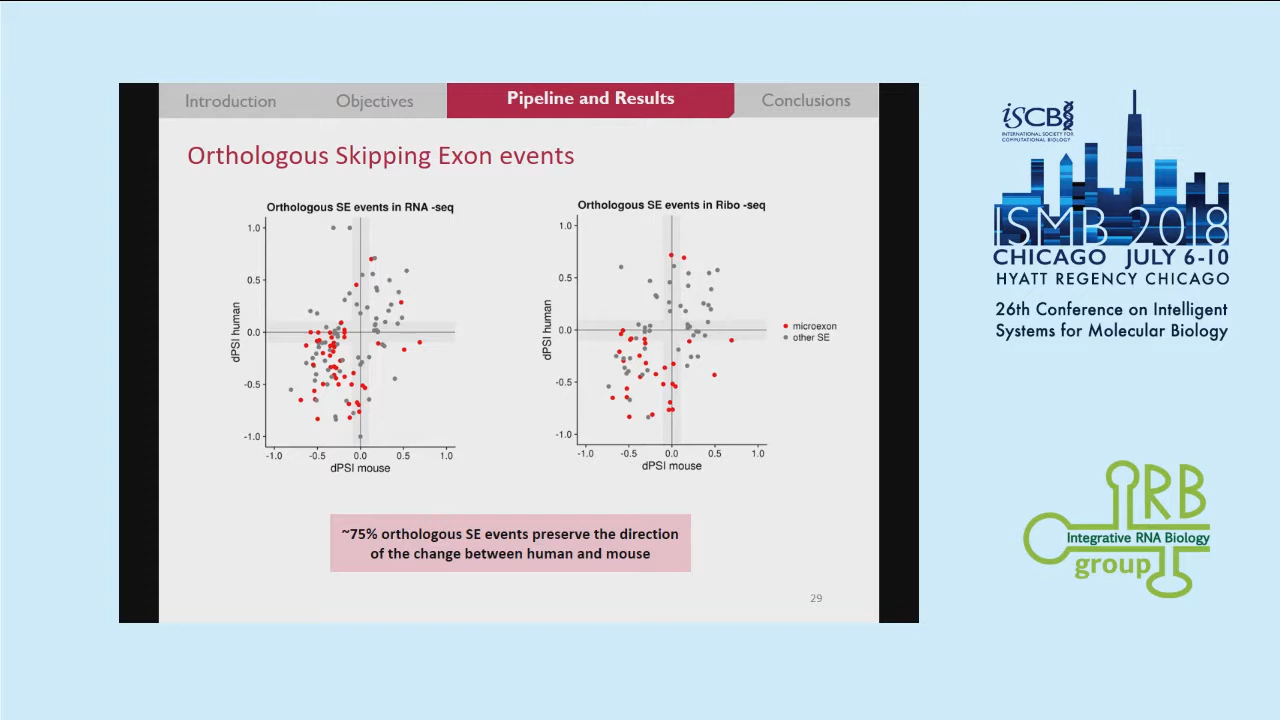 Introduction
Objectives
Pipeline and Results
Conclusions
Orthologous Skipping Exon events
Orthologous SE events in RNA -seq
1.0
0.5
0.0
-0.5
-1.0
dPSI human
-1.0 -0.5 0.0 0.5 1.0
dPSI mouse
Orthologous SE events in Ribo -seq
1.0
0.5
0.0
-0.5
-1.0
dPSI human
-1.0 -0.5 0.0 0.5 1.0
dPSI mouse
microexon
other SE
~75% orthologous SE events preserve the direction
of the change between human and mouse
29
iSCB
INTERNATIONAL SOCIETY FOR
COMPUTATIONAL BIOLOGY
ISMB 2018
CHICAGO JULY 6-10
HYATT REGENCY CHICAGO
26th Conference on Intelligent
Systems for Molecular Biology
IRB
Integrative RNA Biology
group